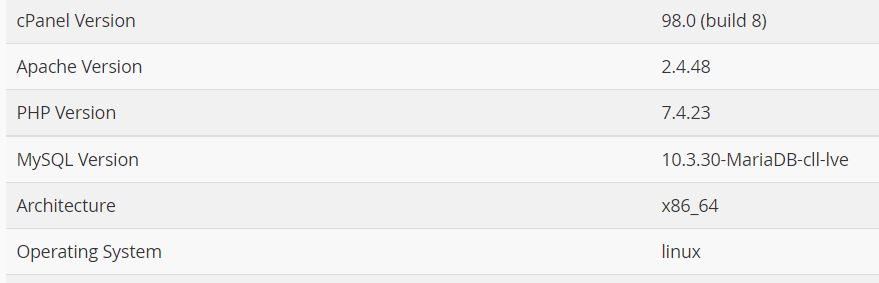 cPanel Version 98.0 (build 8)
Apache Version 2.4.48
PHP Version 7.4.23
MySQL Version 10.3.30-MariaDB-cll-lve
Architecture x86_64
Operating System linux